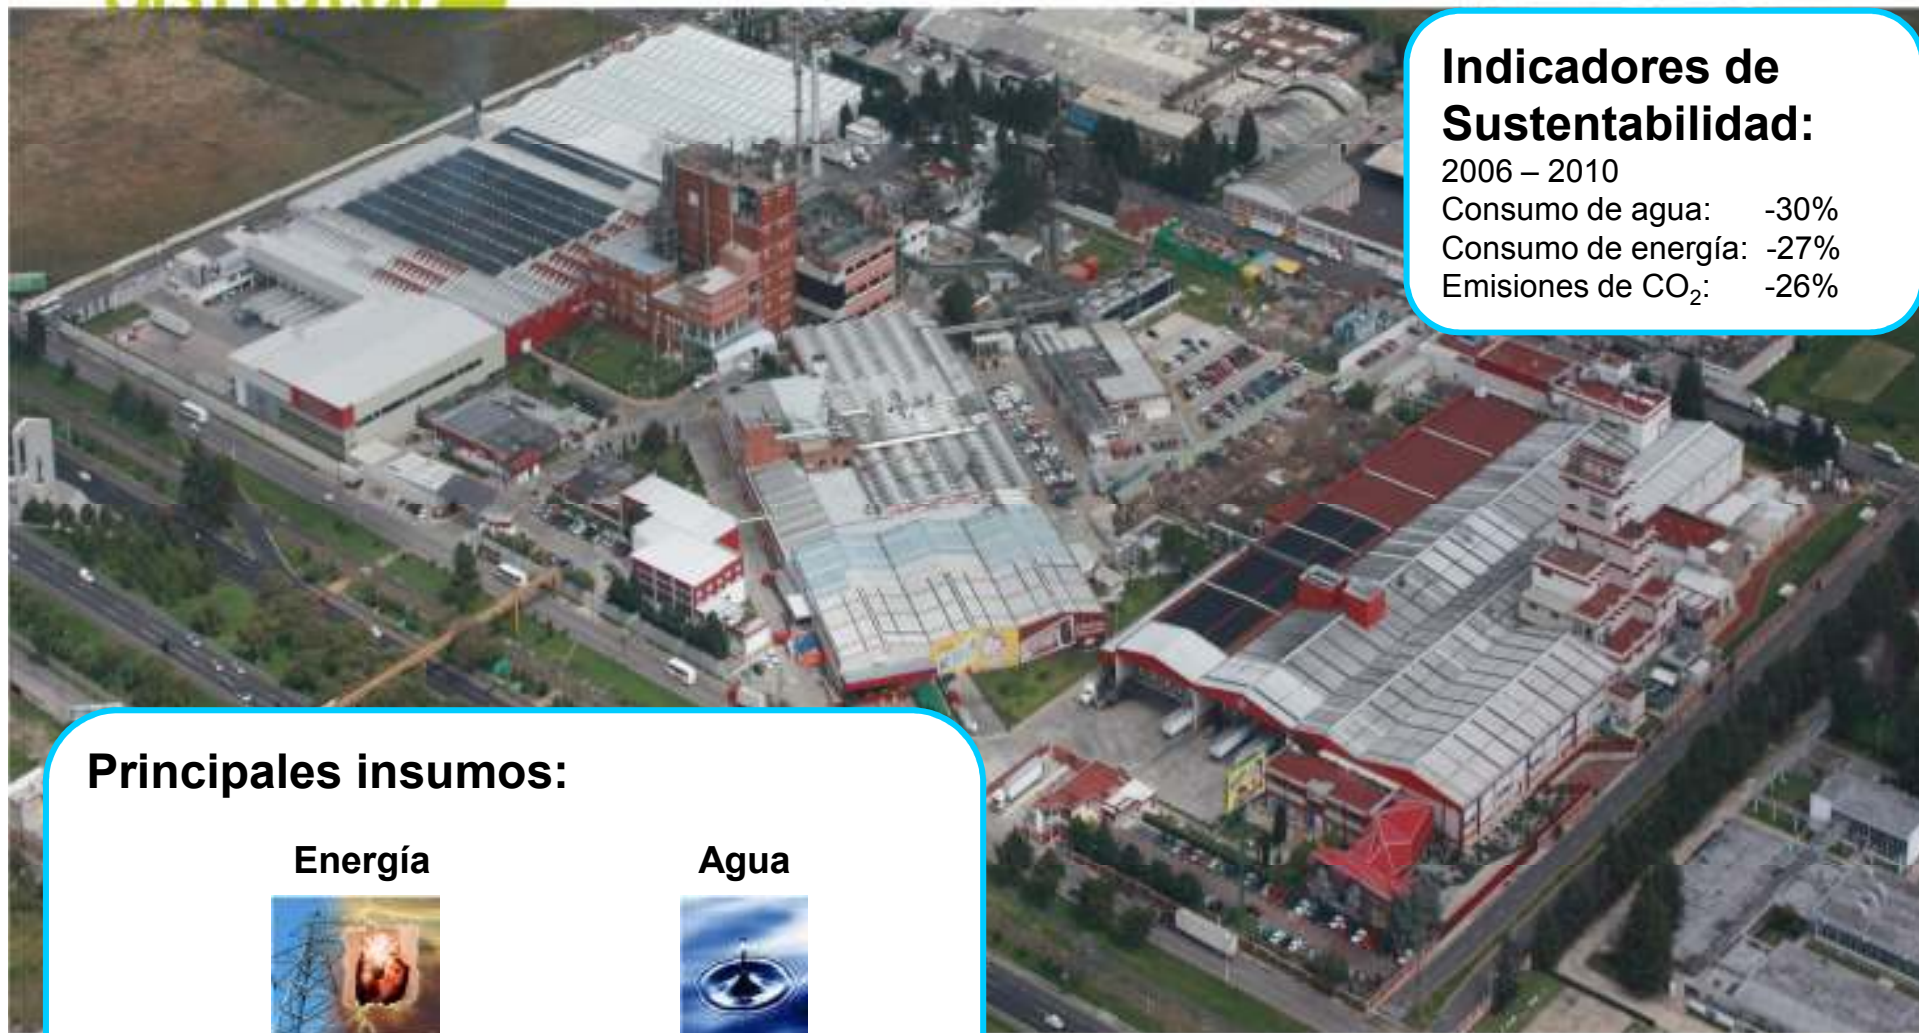 Indicadores de
Sustentabilidad:
2006 – 2010
Consumo de agua: -30%
Consumo de energía: -27%
Emisiones de CO₂: -26%
Principales insumos:
Energía Agua